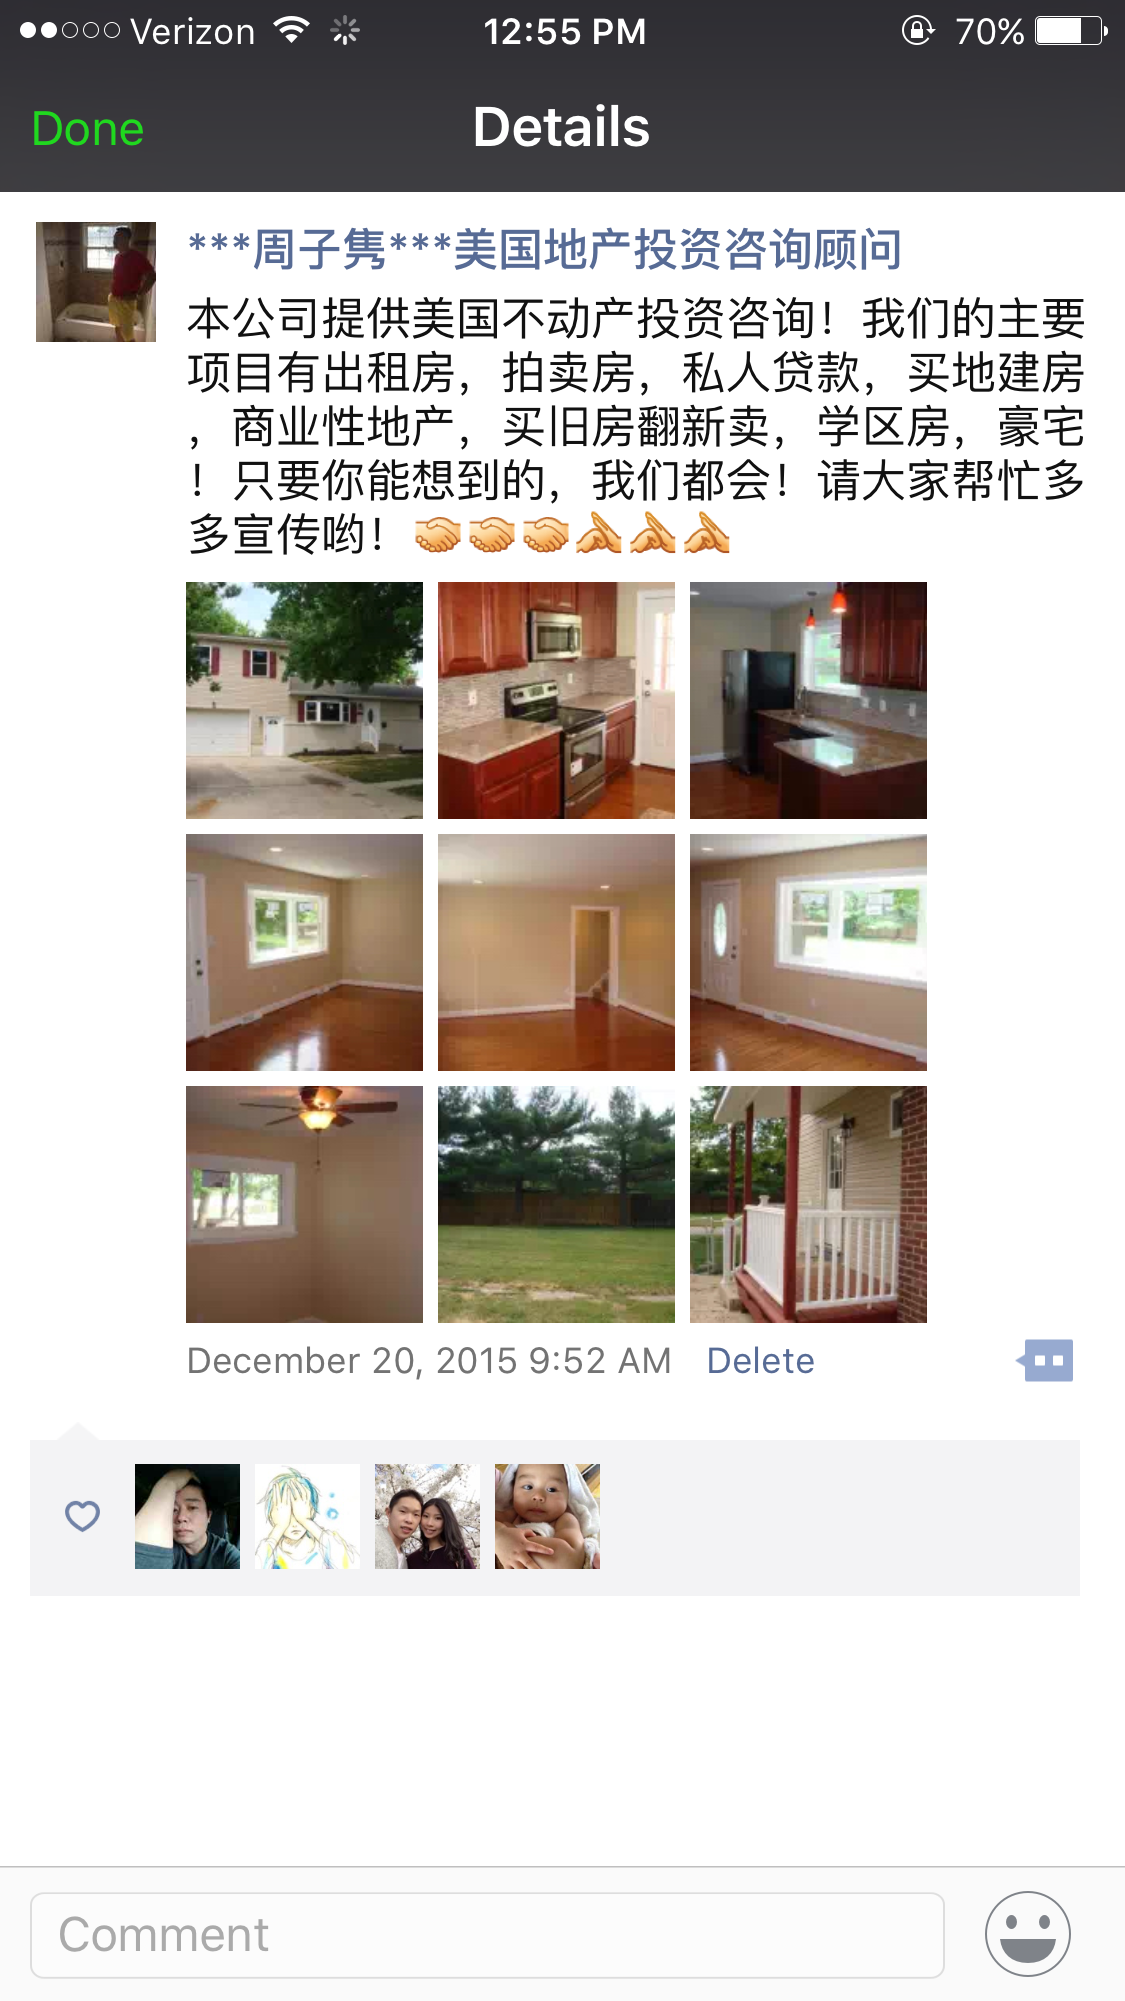 Verizon 12:55 PM 70%
Done Details
***周子隽***美国地产投资咨询顾问
本公司提供美国不动产投资咨询！我们的主要
项目有出租房，拍卖房，私人贷款，买地建房
，商业性地产，买旧房翻新卖，学区房，豪宅
！只要你能想到的，我们都会！请大家帮忙多
多宣传哟！🤝🤝🤝✍️✍️✍️
December 20, 2015 9:52 AM Delete
Comment